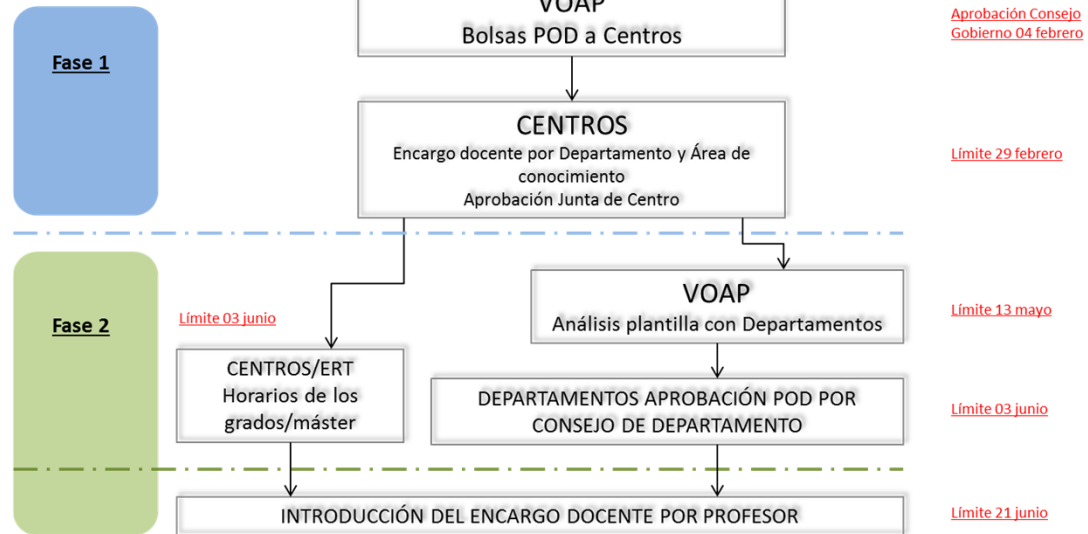 VOAP
Bolsas POD a Centros
Aprobación Consejo
Gobierno 04 febrero
Fase 1
CENTROS
Encargo docente por Departamento y Área de
conocimiento
Aprobación Junta de Centro
Límite 29 febrero
Fase 2
Límite 03 junio
VOAP
Análisis plantilla con Departamentos
Límite 13 mayo
CENTROS/ERT
Horarios de los
grados/máster
DEPARTAMENTOS APROBACIÓN POD POR
CONSEJO DE DEPARTAMENTO
Límite 03 junio
INTRODUCCIÓN DEL ENCARGO DOCENTE POR PROFESOR
Límite 21 junio